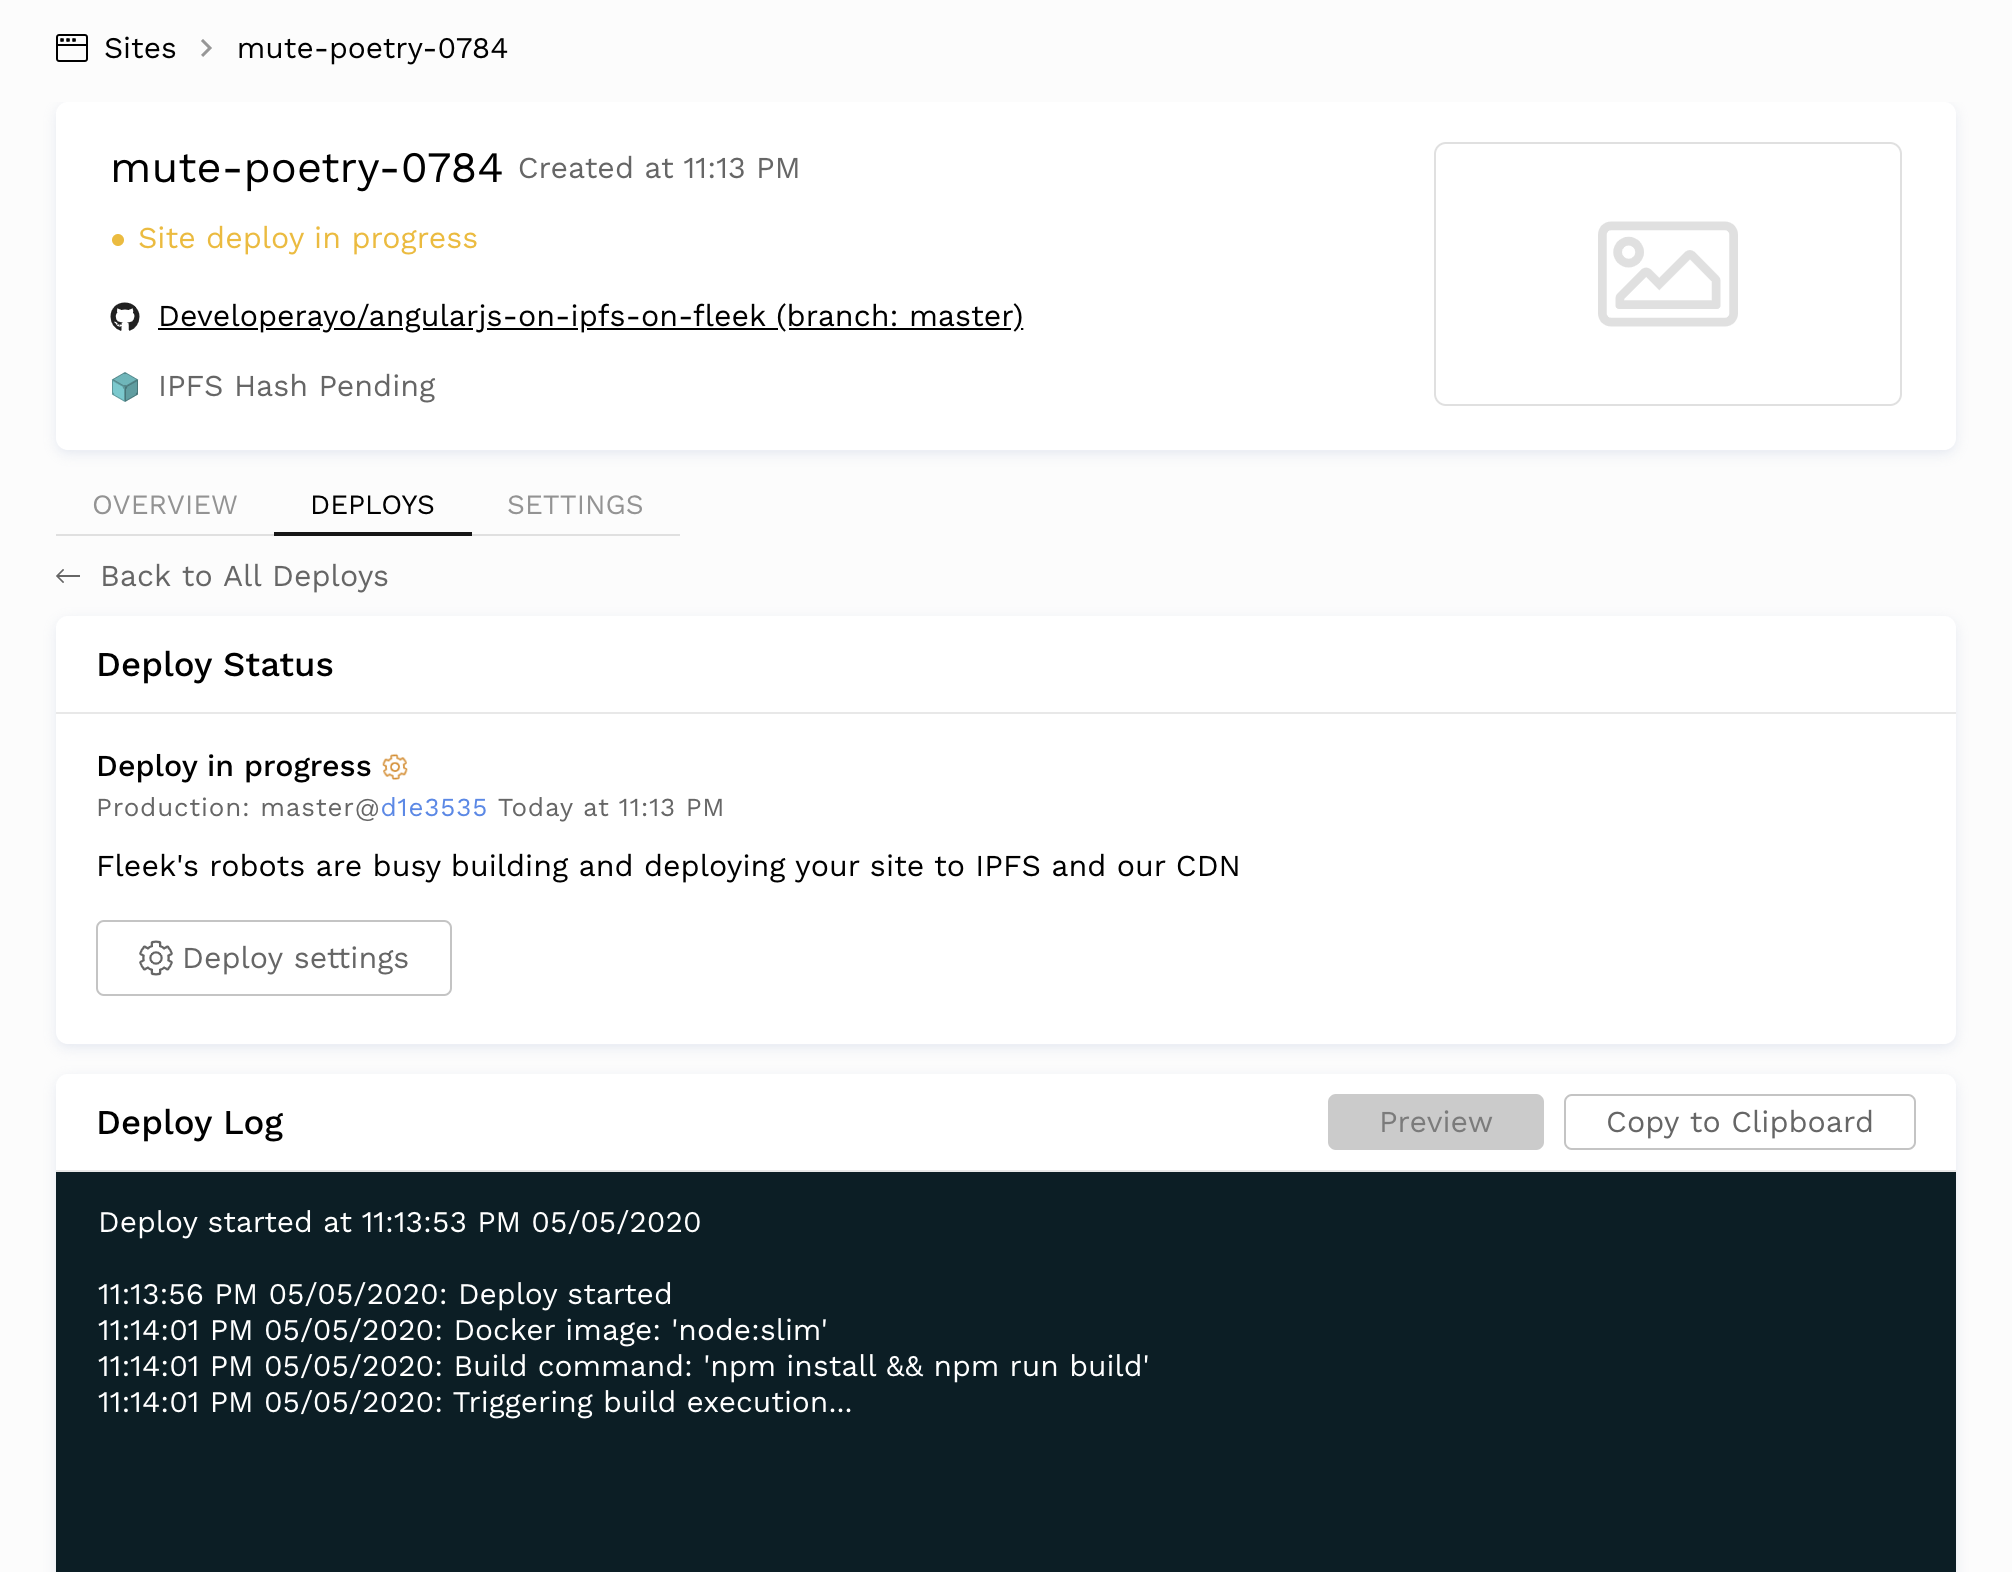 Sites > mute-poetry-0784
mute-poetry-0784 Created at 11:13 PM
Site deploy in progress
Developerayo/angularjs-on-ipfs-on-fleek (branch: master)
IPFS Hash Pending
OVERVIEW DEPLOYS SETTINGS
← Back to All Deploys
Deploy Status
Deploy in progress
Production: master@d1e3535 Today at 11:13 PM
Fleek's robots are busy building and deploying your site to IPFS and our CDN
Deploy settings
Deploy Log Preview Copy to Clipboard
Deploy started at 11:13:53 PM 05/05/2020
11:13:56 PM 05/05/2020: Deploy started
11:14:01 PM 05/05/2020: Docker image: 'node:slim'
11:14:01 PM 05/05/2020: Build command: 'npm install && npm run build'
11:14:01 PM 05/05/2020: Triggering build execution...